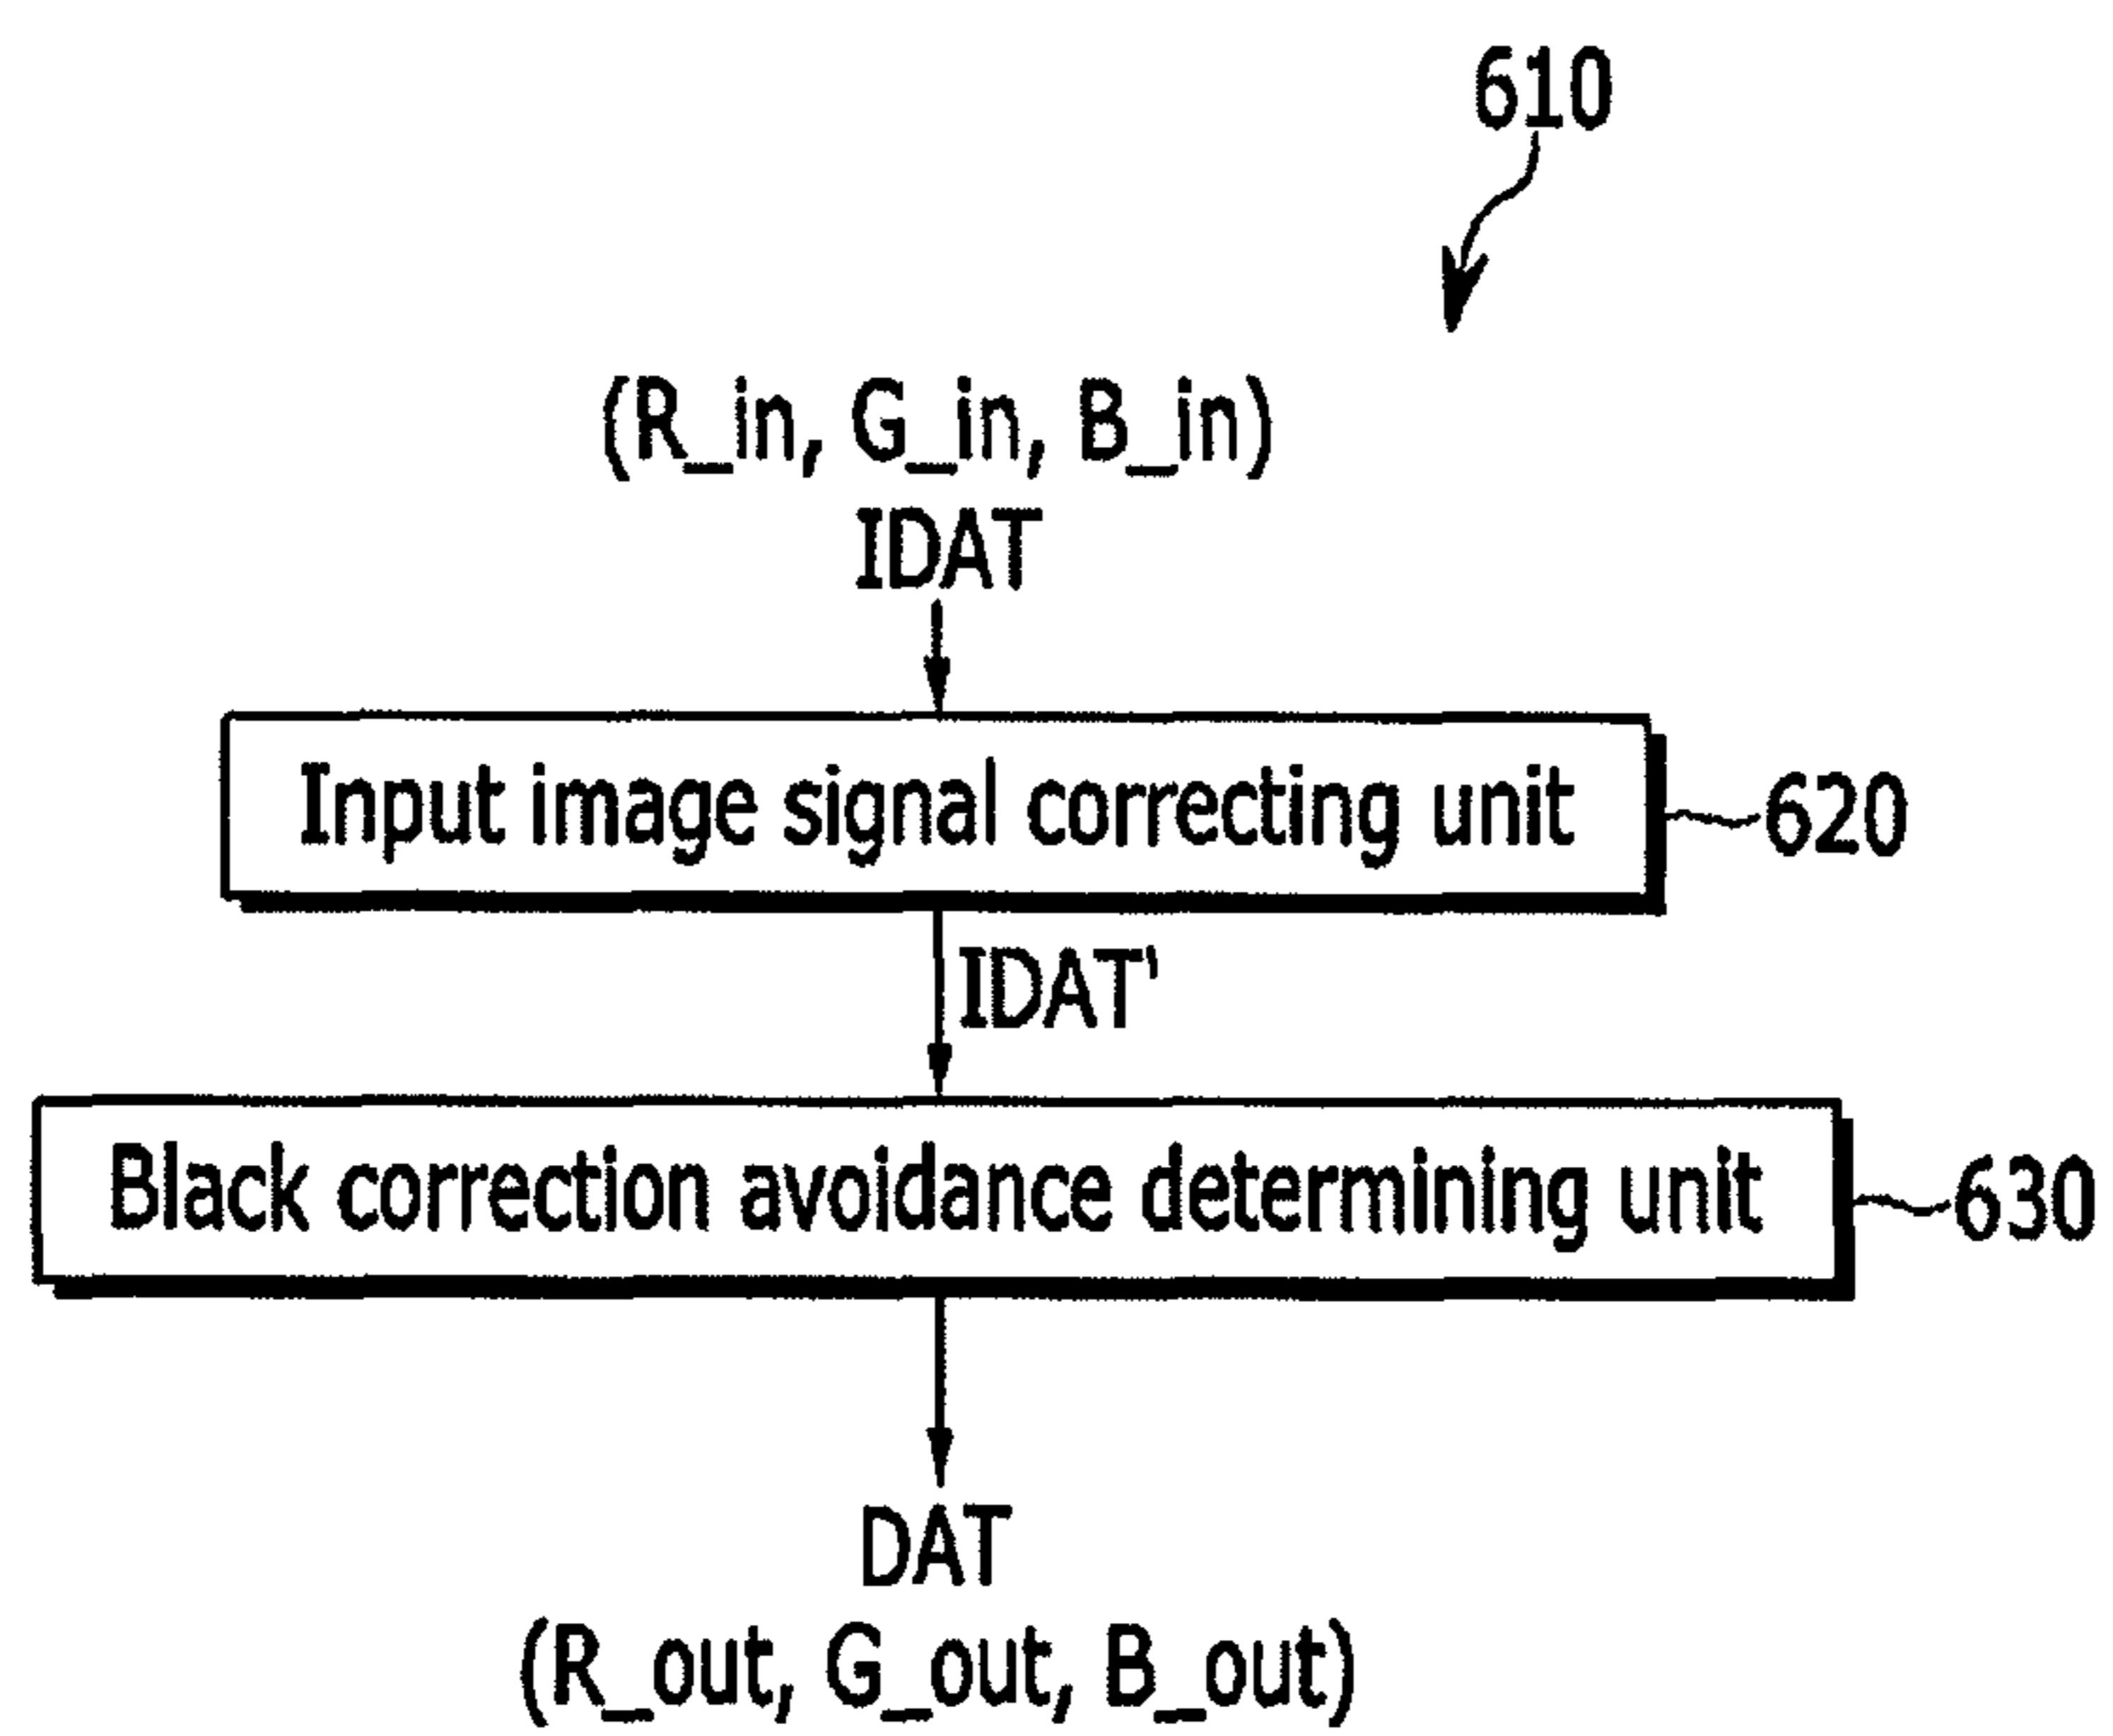 610
(R_in, G_in, B_in)
IDAT
Input image signal correcting unit
620
IDAT'
Black correction avoidance determining unit
630
DAT
(R_out, G_out, B_out)